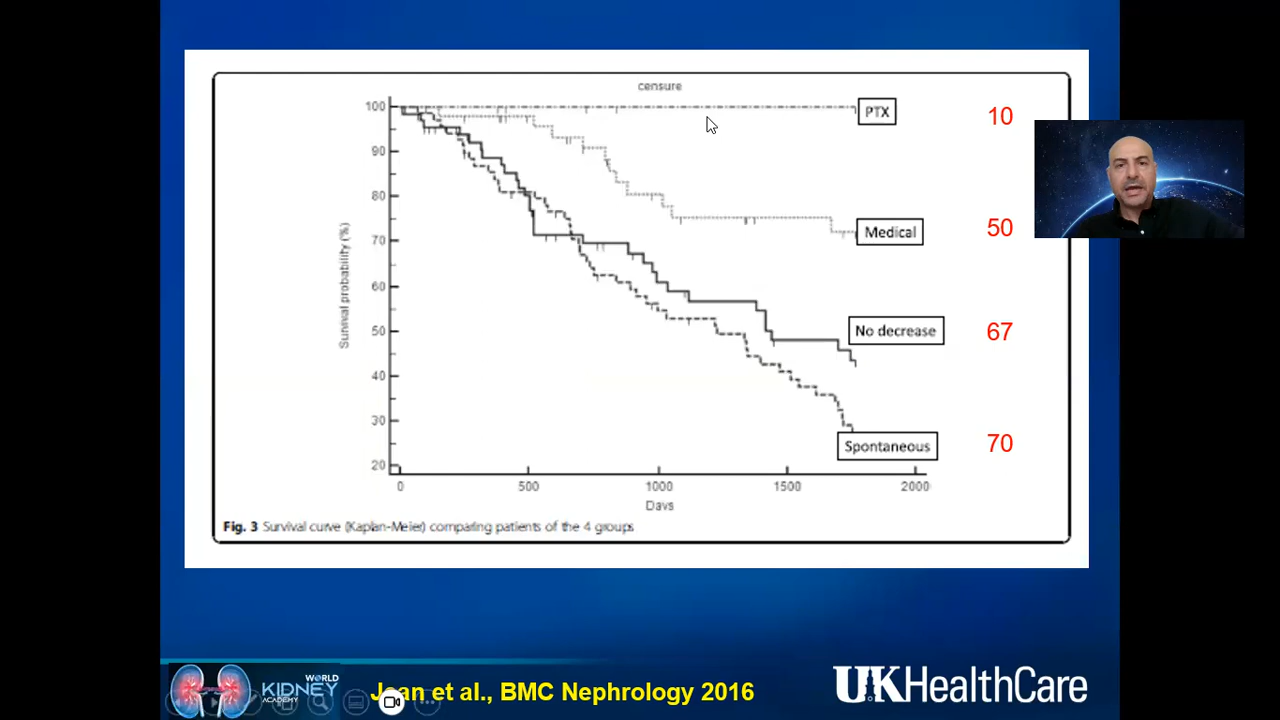 censure
100
90
80
70
60
50
40
30
20
Survival probability (%)
PTX
10
Medical
50
No decrease
67
Spontaneous
70
0 500 1000 1500 2000
Days
Fig. 3 Survival curve (Kaplan-Meier) comparing patients of the 4 groups
WORLD
KIDNEY
ACADEMY
Jean et al., BMC Nephrology 2016
UKHealthCare